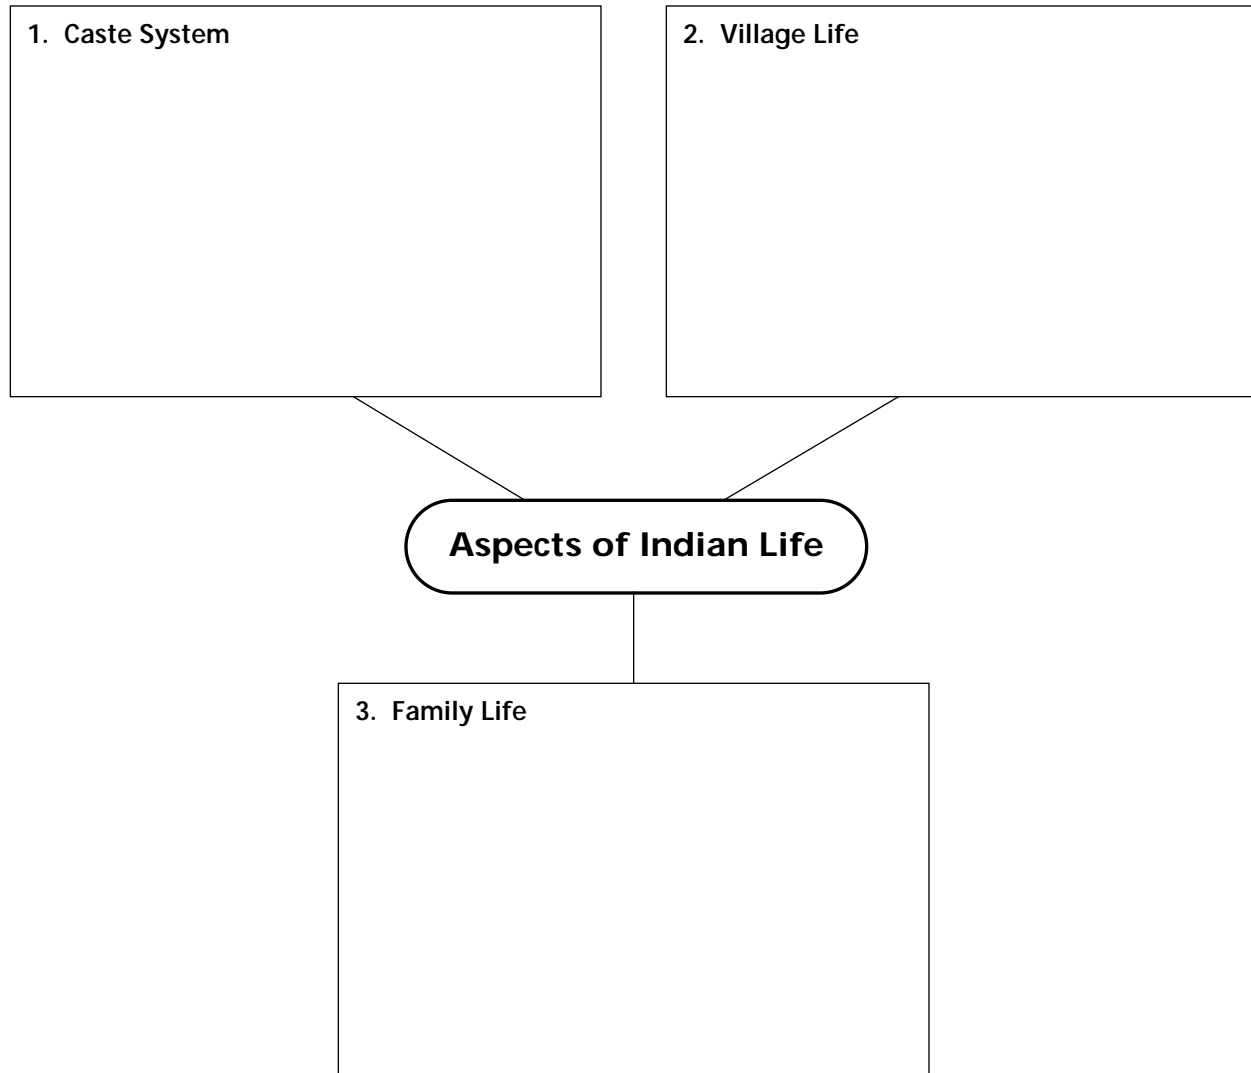 1. Caste System
2. Village Life
Aspects of Indian Life
3. Family Life